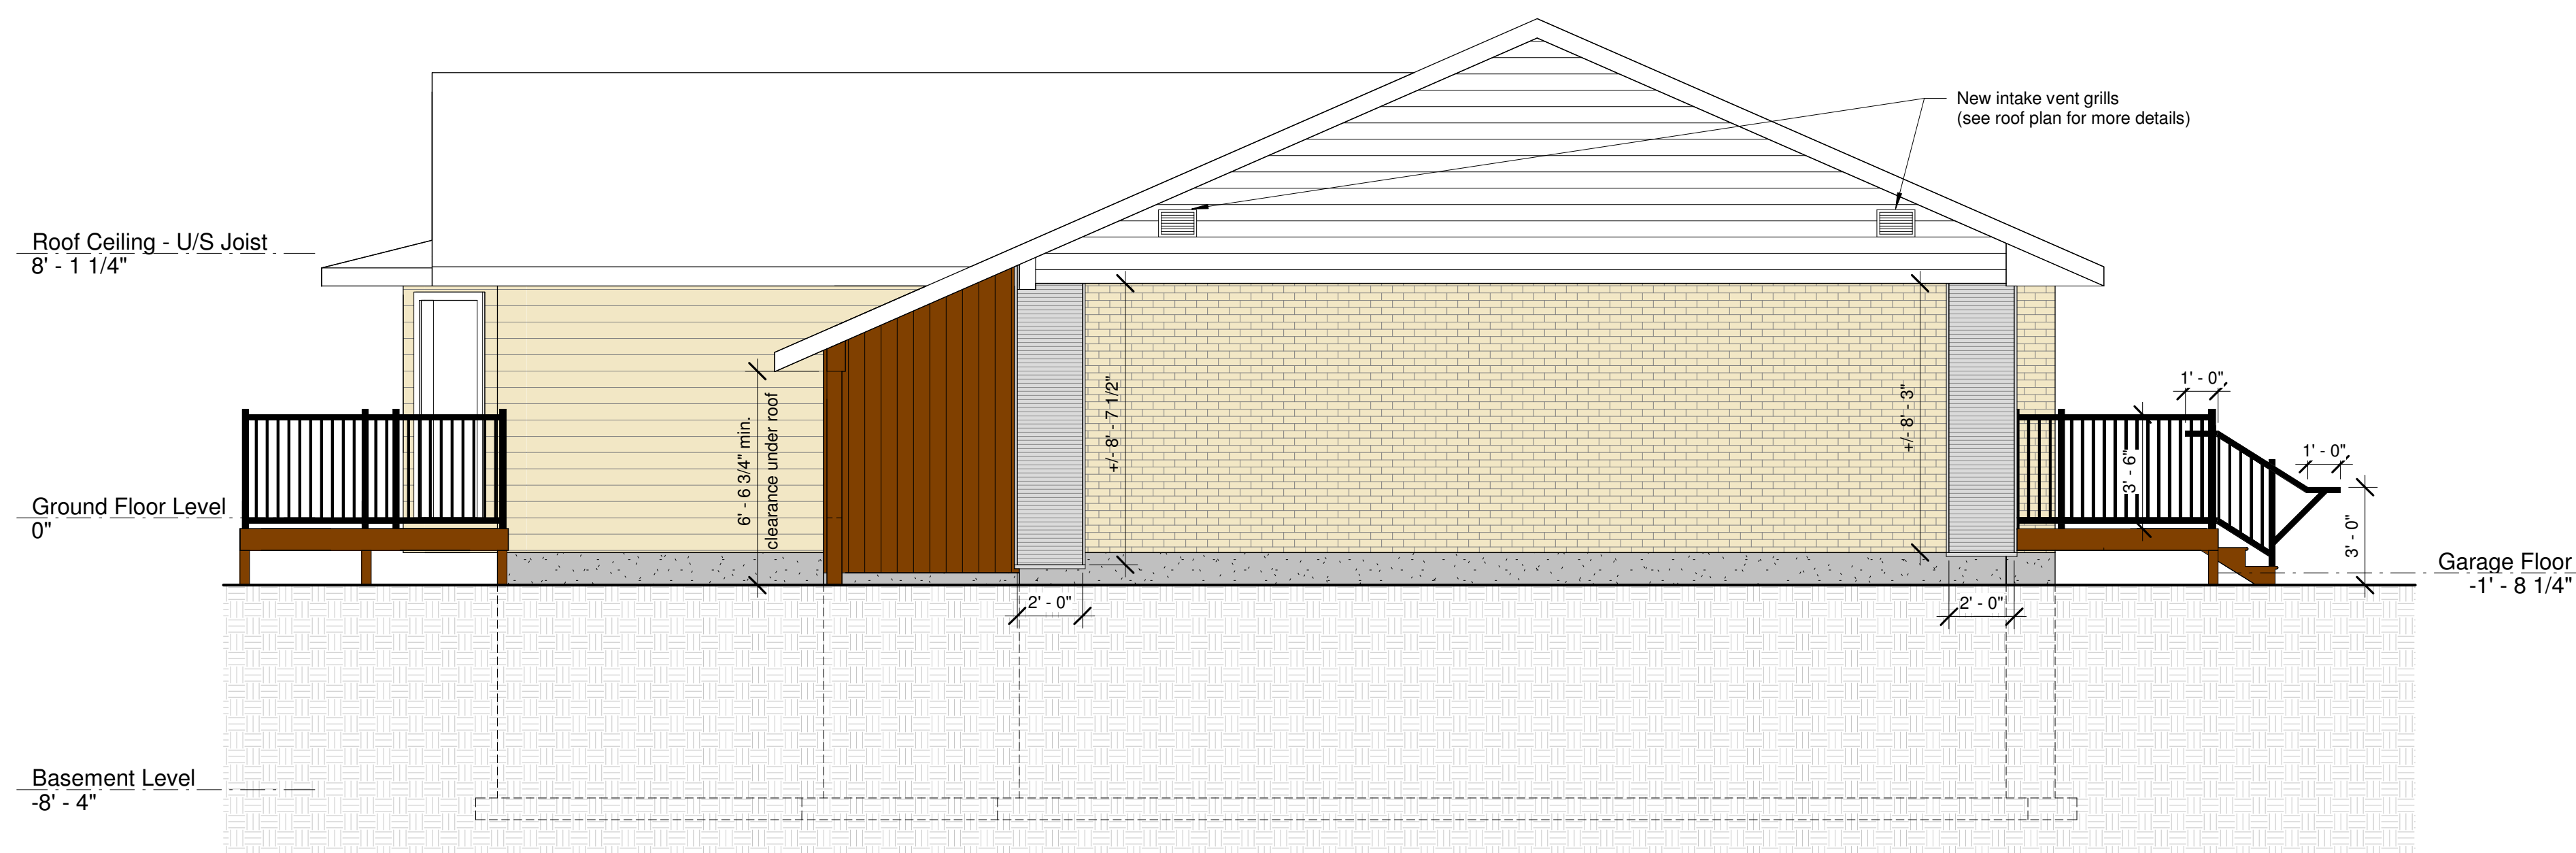 New intake vent grills
(see roof plan for more details)
Roof Ceiling - U/S Joist
8' - 1 1/4"
1' - 0"
+/- 8' - 7 1/2"
+/- 8' - 3"
6' - 6 3/4" min.
clearance under roof
1' - 0"
3' - 6"
Ground Floor Level
0"
3' - 0"
Garage Floor
-1' - 8 1/4"
2' - 0"
2' - 0"
Basement Level
-8' - 4"